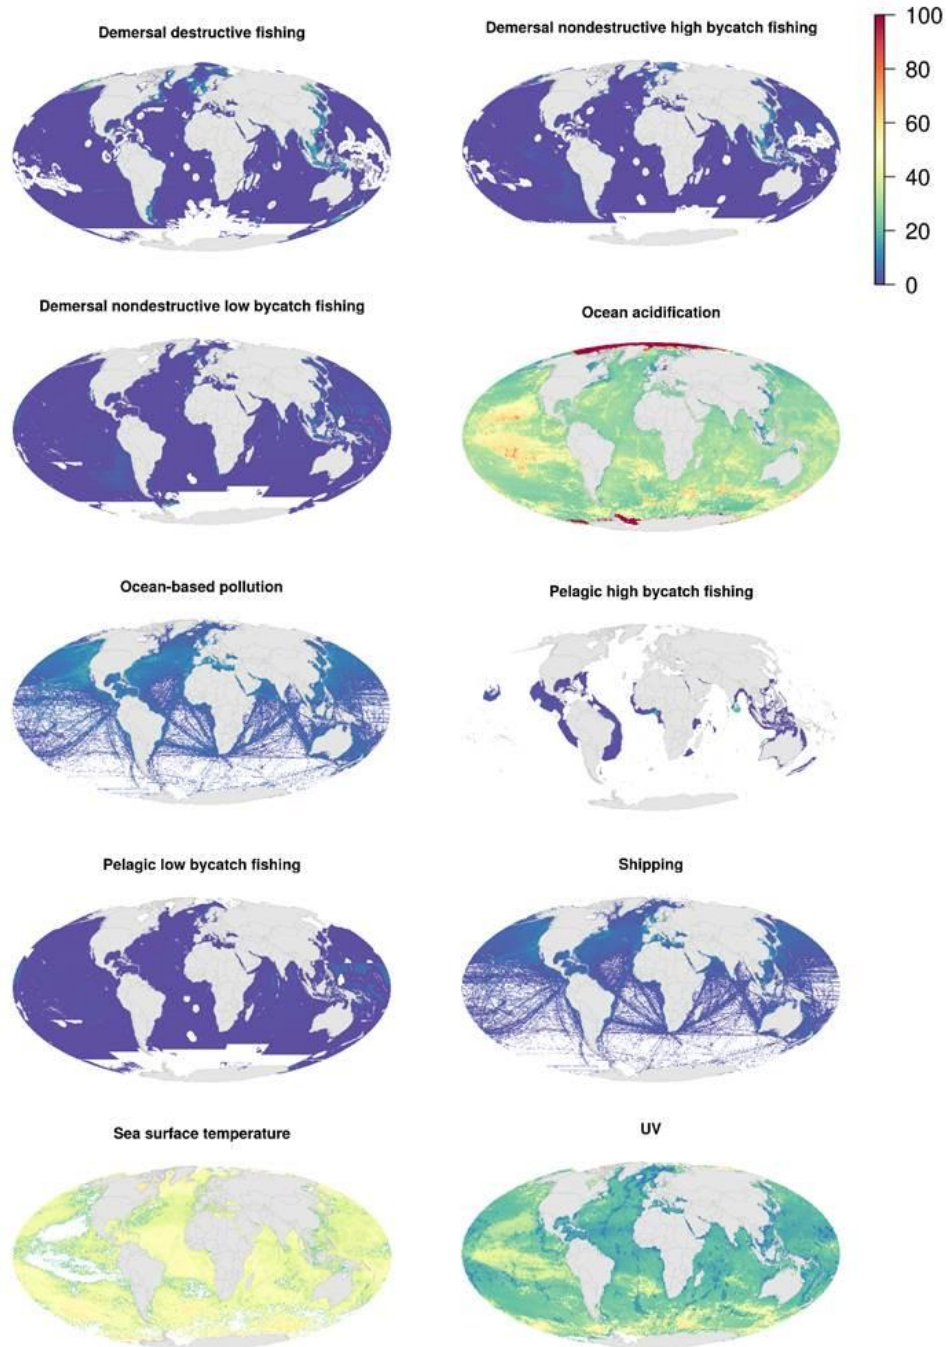 Demersal destructive fishing
Demersal nondestructive high bycatch fishing
100
80
60
40
20
0
Demersal nondestructive low bycatch fishing
Ocean acidification
Ocean-based pollution
Pelagic high bycatch fishing
Pelagic low bycatch fishing
Shipping
Sea surface temperature
UV